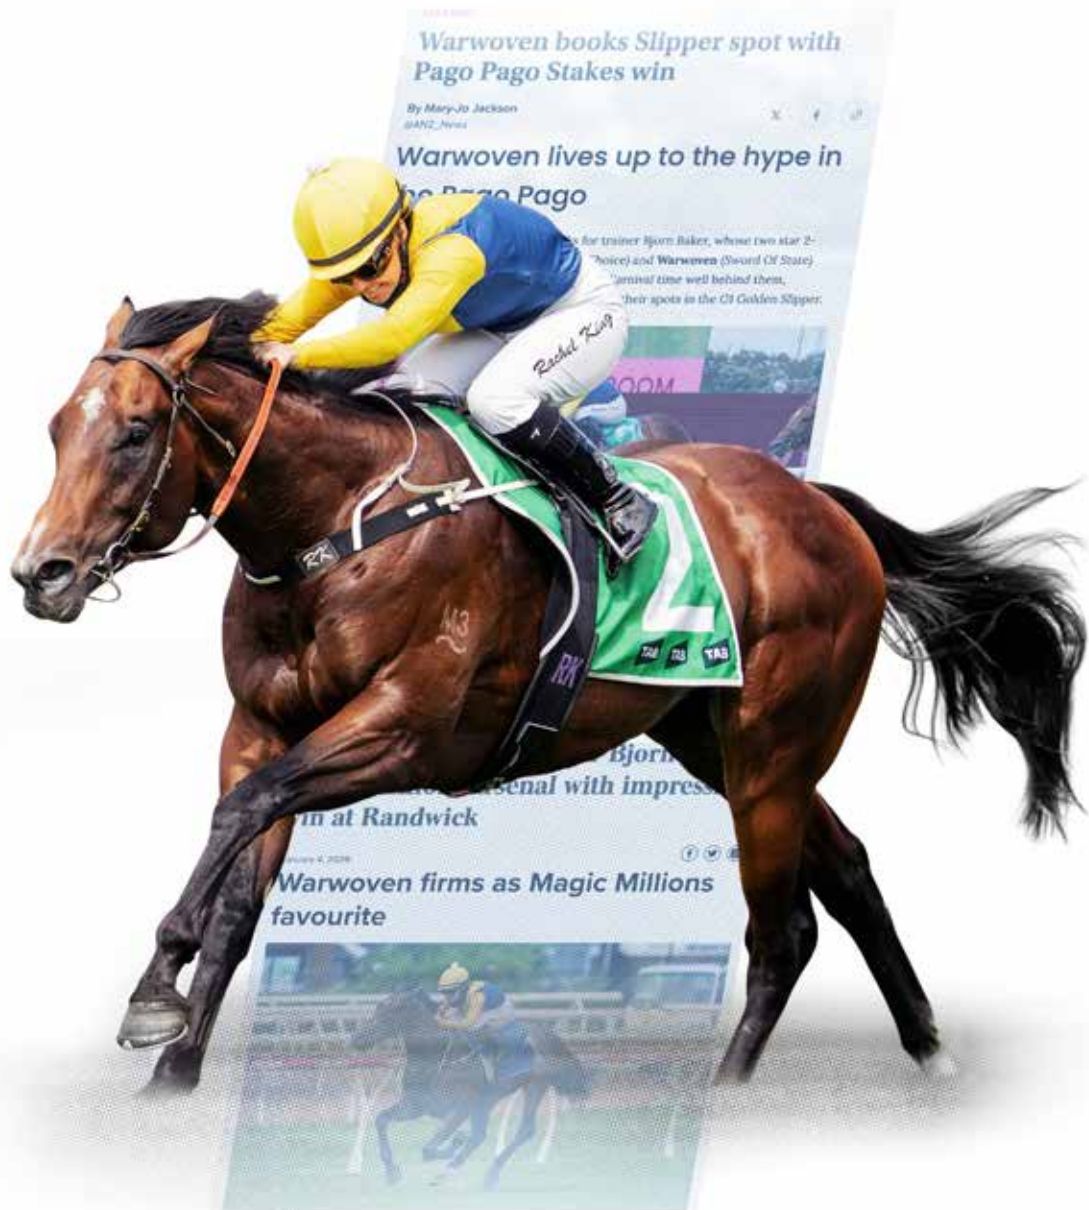 Warwoven books Slipper spot with
Pago Pago Stakes win
By Mary-Jo Jackson
@ANZ_News
Warwoven lives up to the hype in
Pago Pago
for trainer Bjorn Baker, whose two star 2-
Choice) and Warwoven (Sword Of State)
time well behind them,
their spots in the G1 Golden Slipper.
Rachel King
RK
2
TAB TAB TAB
RK
Bjorn
with
at Randwick
Warwoven firms as Magic Millions
favourite